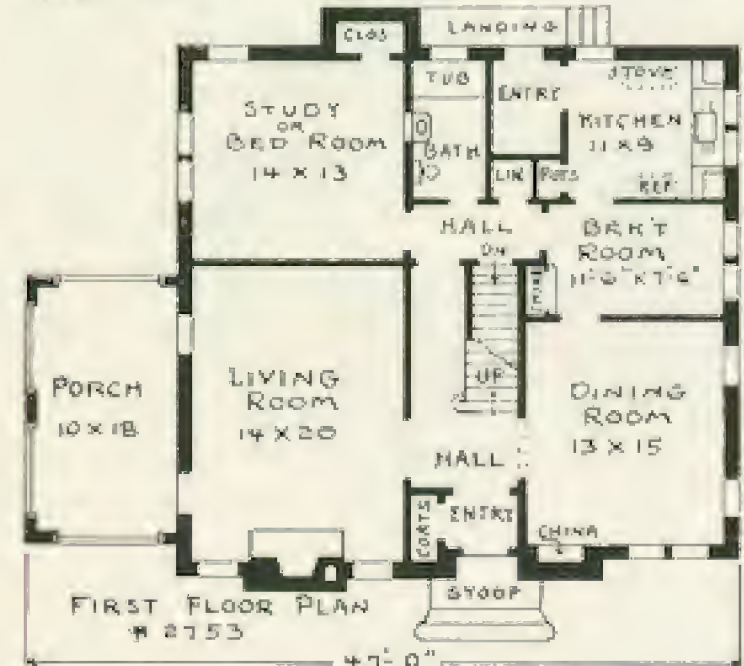 CLOS
LANDING
TUB
ENTRY
STOVE
STUDY
OR
BED ROOM
14 X 13
KITCHEN
11 X 9
BATH
LIN
REF
HALL
DN
BRK'T
ROOM
PORCH
10 X 18
LIVING
ROOM
14 X 20
UP
DINING
ROOM
13 X 15
HALL
COATS
ENTRY
CHINA
STOOP
FIRST FLOOR PLAN
# 2753
47'-0"